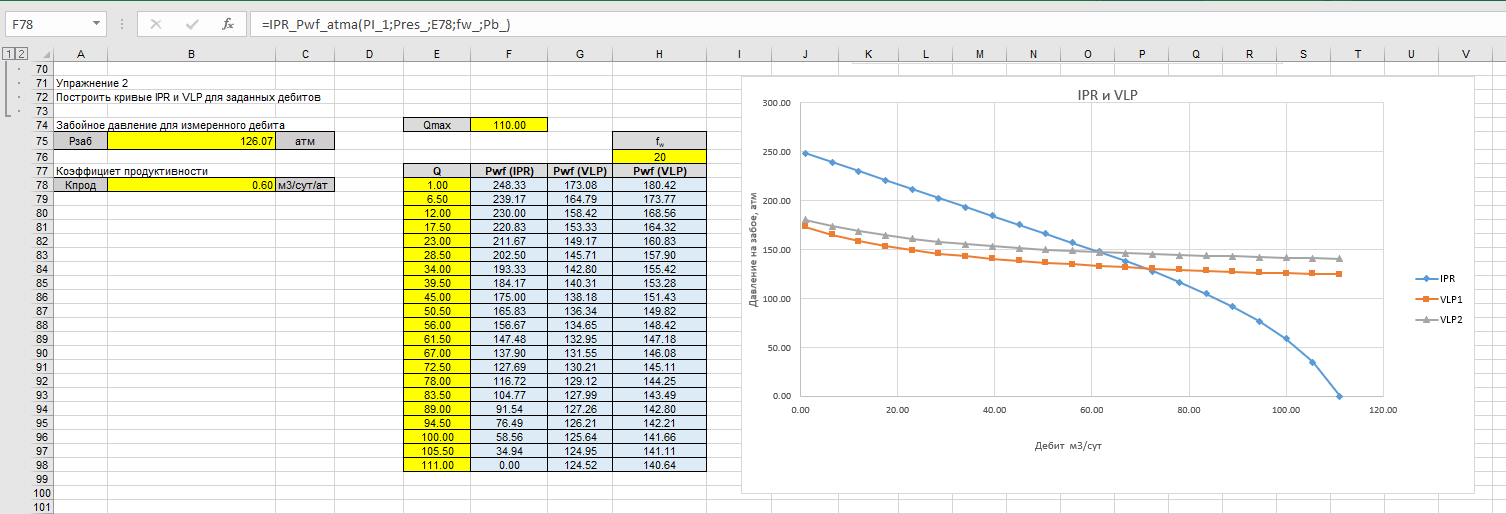 F78 fx =IPR_Pwf_atma(PI_1;Pres_;E78;fw_;Pb_)
1 2 A B C D E F G H I J K L M N O P Q R S T U V
70
71 Упражнение 2
72 Построить кривые IPR и VLP для заданных дебитов
73
74 Забойное давление для измеренного дебита Qmax 110.00
75 Pзаб 126.07 атм fw
76 20
77 Коэффициет продуктивности Q Pwf (IPR) Pwf (VLP) Pwf (VLP)
78 Кпрод 0.60 м3/сут/ат 1.00 248.33 173.08 180.42
79 6.50 239.17 164.79 173.77
80 12.00 230.00 158.42 168.56
81 17.50 220.83 153.33 164.32
82 23.00 211.67 149.17 160.83
83 28.50 202.50 145.71 157.90
84 34.00 193.33 142.80 155.42
85 39.50 184.17 140.31 153.28
86 45.00 175.00 138.18 151.43
87 50.50 165.83 136.34 149.82
88 56.00 156.67 134.65 148.42
89 61.50 147.48 132.95 147.18
90 67.00 137.90 131.55 146.08
91 72.50 127.69 130.21 145.11
92 78.00 116.72 129.12 144.25
93 83.50 104.77 127.99 143.49
94 89.00 91.54 127.26 142.80
95 94.50 76.49 126.21 142.21
96 100.00 58.56 125.64 141.66
97 105.50 34.94 124.95 141.11
98 111.00 0.00 124.52 140.64
99
100
101
IPR и VLP
Давление на забое, атм
300.00
250.00
200.00
150.00
100.00
50.00
0.00
0.00 20.00 40.00 60.00 80.00 100.00 120.00
Дебит м3/сут
IPR
VLP1
VLP2